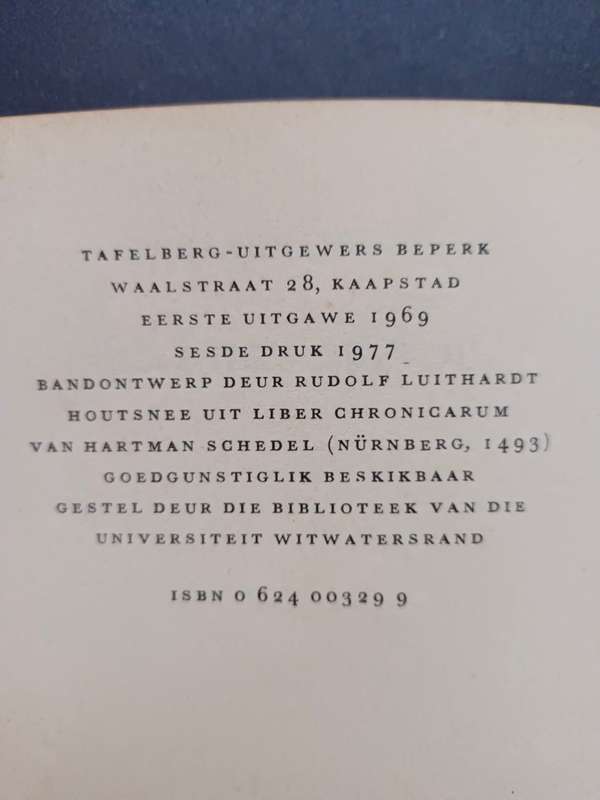 TAFELBERG-UITGEWERS BEPERK
WAALSTRAAT 28, KAAPSTAD
EERSTE UITGAWE 1969
SESDE DRUK 1977
BANDONTWERP DEUR RUDOLF LUITHARDT
HOUTSNEE UIT LIBER CHRONICARUM
VAN HARTMAN SCHEDEL (NÜRNBERG, 1493)
GOEDGUNSTIGLIK BESKIKBAAR
GESTEL DEUR DIE BIBLIOTEEK VAN DIE
UNIVERSITEIT WITWATERSRAND
ISBN 0 624 00329 9